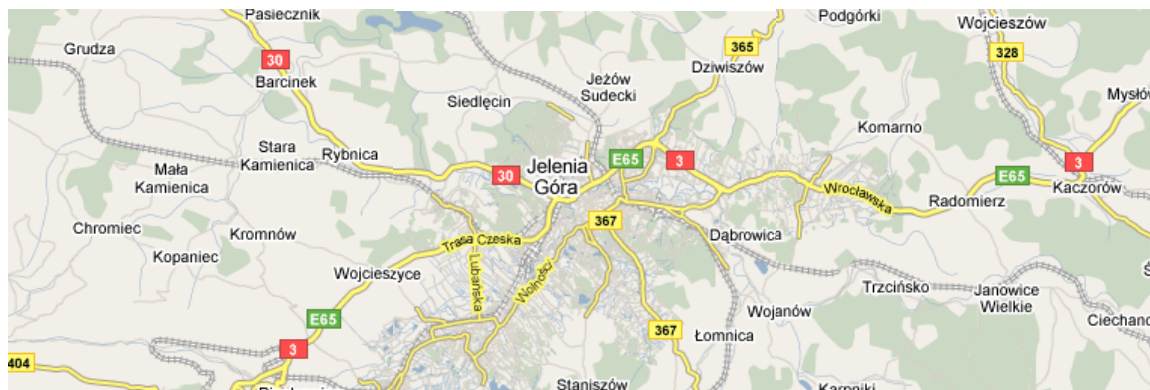 Pasiecznik
Podgórki
Wojcieszów
Grudza
365
328
30
Barcinek
Dziwiszów
Jeżów
Sudecki
Siedlęcin
Komarno
Stara
Kamienica
Rybnica
Mała
Kamienica
30
Jelenia
Góra
E65
3
3
E65
Kaczorów
Wrocławska
Radomierz
367
Chromiec
Kromnów
Trasa Czeska
Dąbrowica
Kopaniec
Wojcieszyce
Lubańska
Wolności
Trzcińsko
Janowice
Wielkie
Wojanów
E65
367
Łomnica
3
404
Staniszów
Karpniki